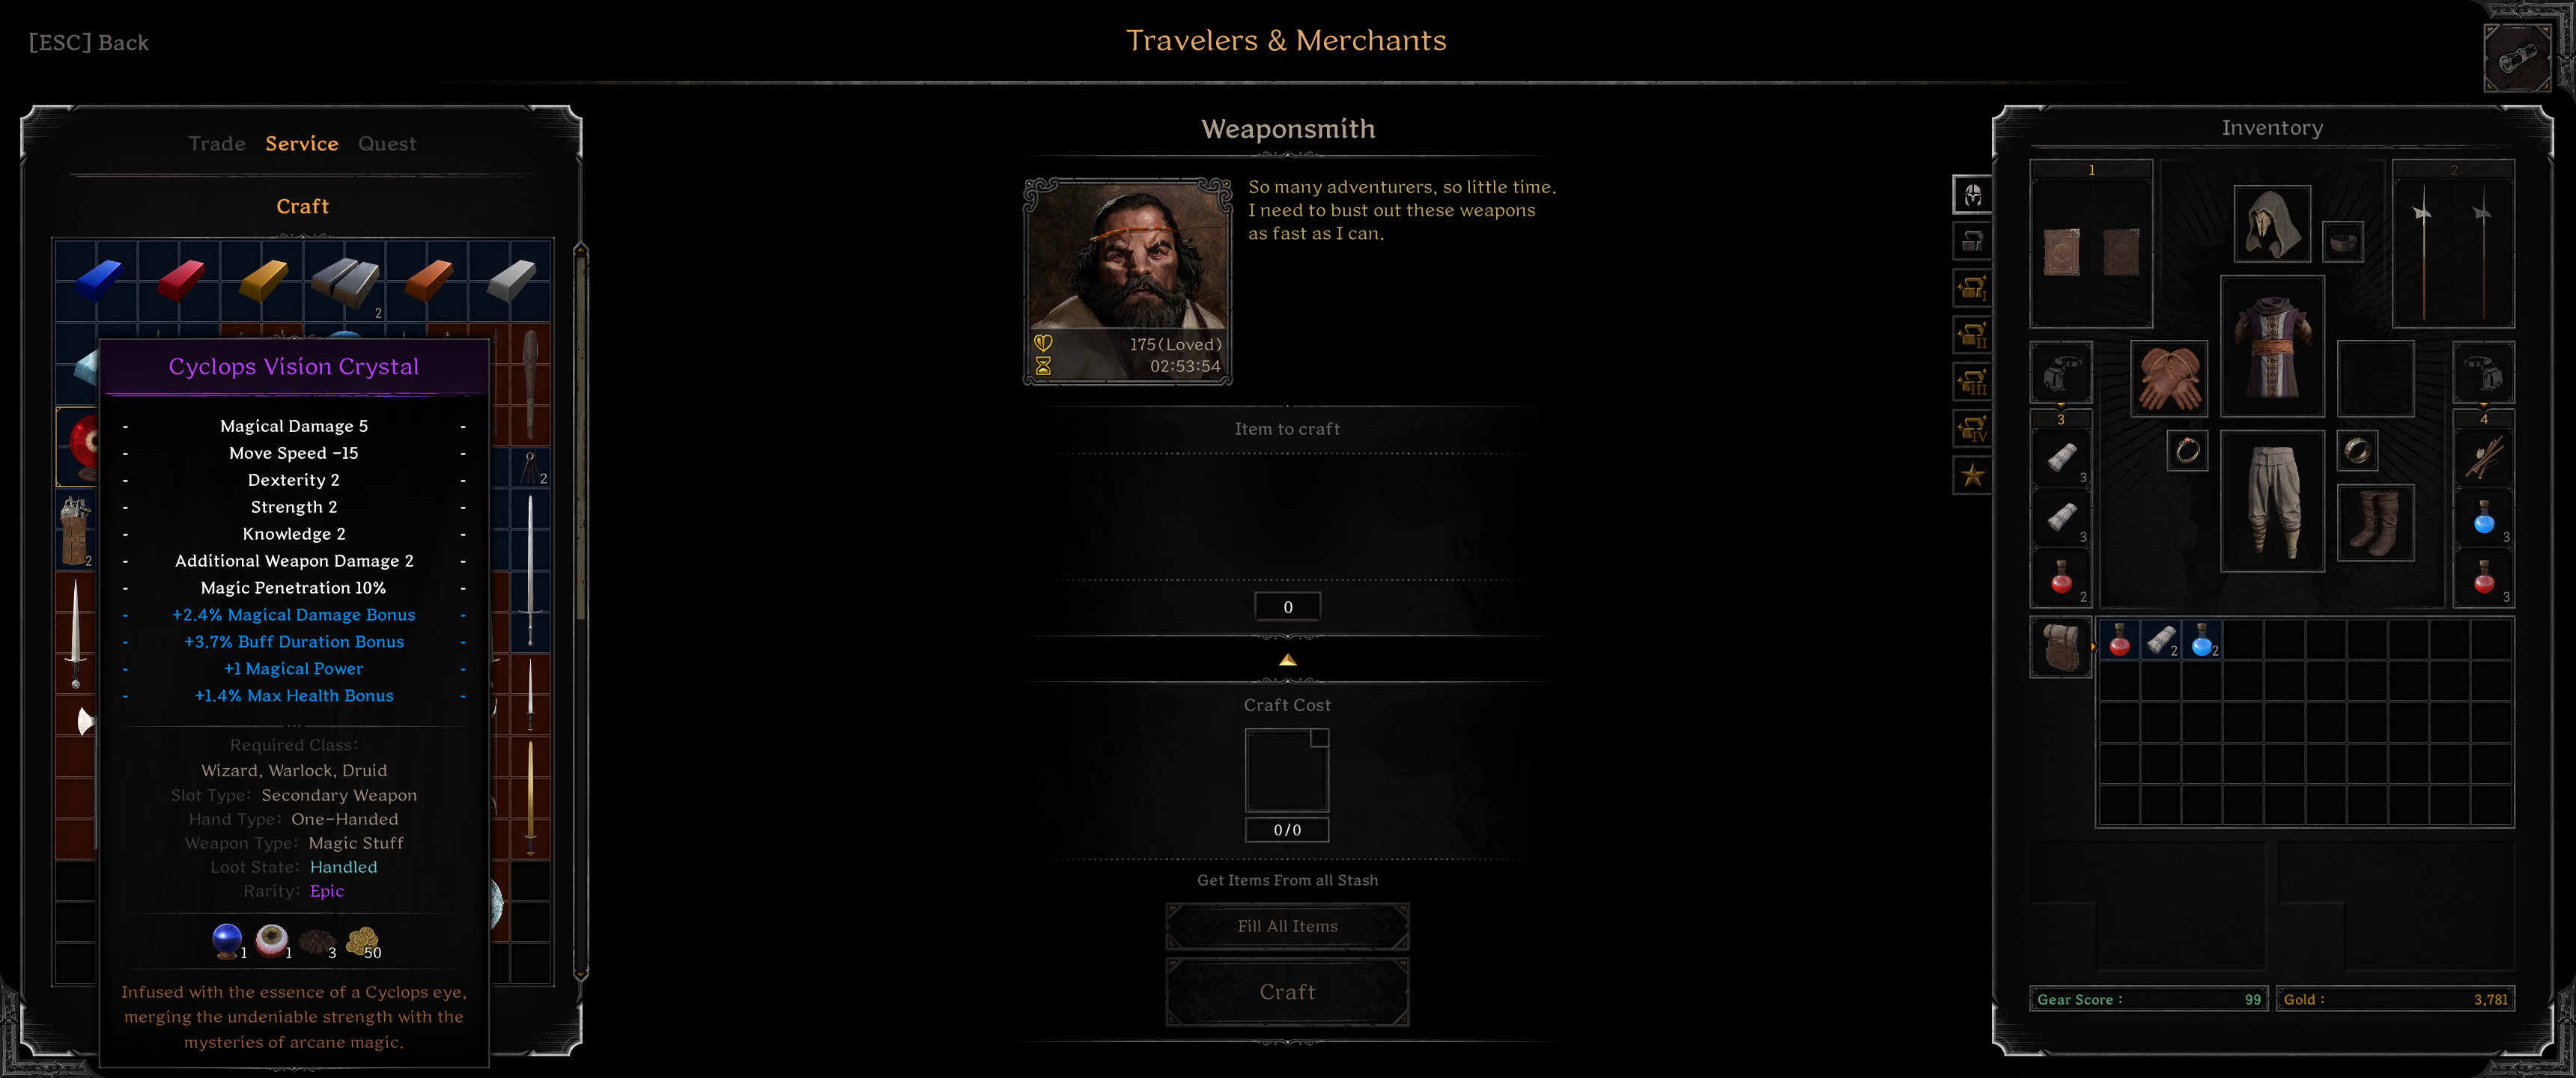 [ESC] Back
Travelers & Merchants
Trade Service Quest
Craft
2
Cyclops Vision Crystal
- Magical Damage 5 -
- Move Speed -15 -
- Dexterity 2 -
- Strength 2 -
- Knowledge 2 -
- Additional Weapon Damage 2 -
- Magic Penetration 10% -
- +2.4% Magical Damage Bonus -
- +3.7% Buff Duration Bonus -
- +1 Magical Power -
- +1.4% Max Health Bonus -
Required Class:
Wizard, Warlock, Druid
Slot Type: Secondary Weapon
Hand Type: One-Handed
Weapon Type: Magic Stuff
Loot State: Handled
Rarity: Epic
1 1 3 50
Infused with the essence of a Cyclops eye,
merging the undeniable strength with the
mysteries of arcane magic.
2
2
Weaponsmith
So many adventurers, so little time.
I need to bust out these weapons
as fast as I can.
175(Loved)
02:53:54
Item to craft
0
Craft Cost
0/0
Get Items From all Stash
Fill All Items
Craft
I
II
III
IV
Inventory
1
2
3
4
3
3
2
3
3
2 2
Gear Score : 99
Gold : 3,781